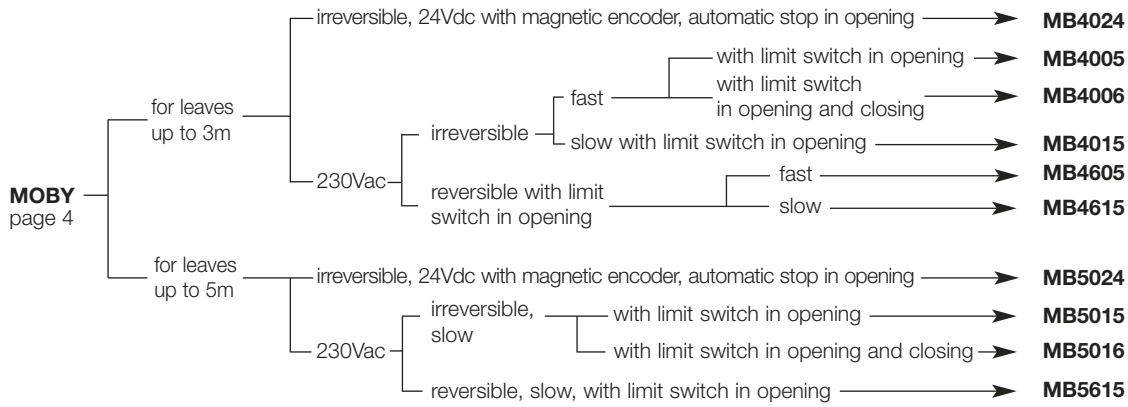 irreversible, 24Vdc with magnetic encoder, automatic stop in opening MB4024
with limit switch in opening MB4005
fast with limit switch
in opening and closing MB4006
for leaves
up to 3m
irreversible
slow with limit switch in opening MB4015
230Vac
fast MB4605
reversible with limit
switch in opening
slow MB4615
MOBY
page 4
for leaves
up to 5m
irreversible, 24Vdc with magnetic encoder, automatic stop in opening MB5024
irreversible,
slow
with limit switch in opening MB5015
230Vac
with limit switch in opening and closing MB5016
reversible, slow, with limit switch in opening MB5615